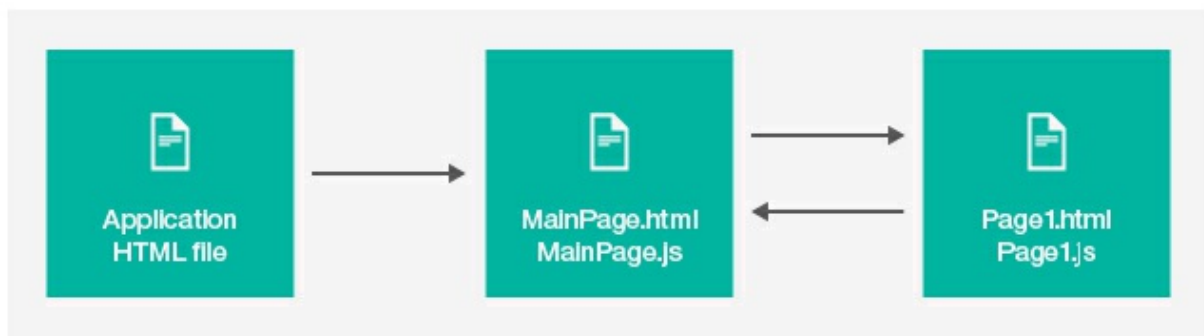 Application
HTML file
MainPage.html
MainPage.js
Page1.html
Page1.js